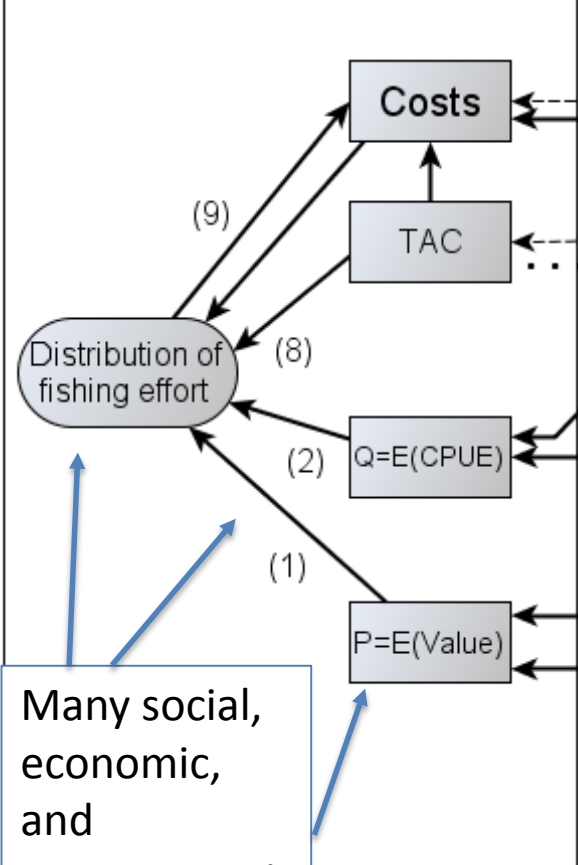 Costs
(9)
TAC
(8)
Distribution of
fishing effort
(2)
Q=E(CPUE)
(1)
P=E(Value)
Many social,
economic,
and